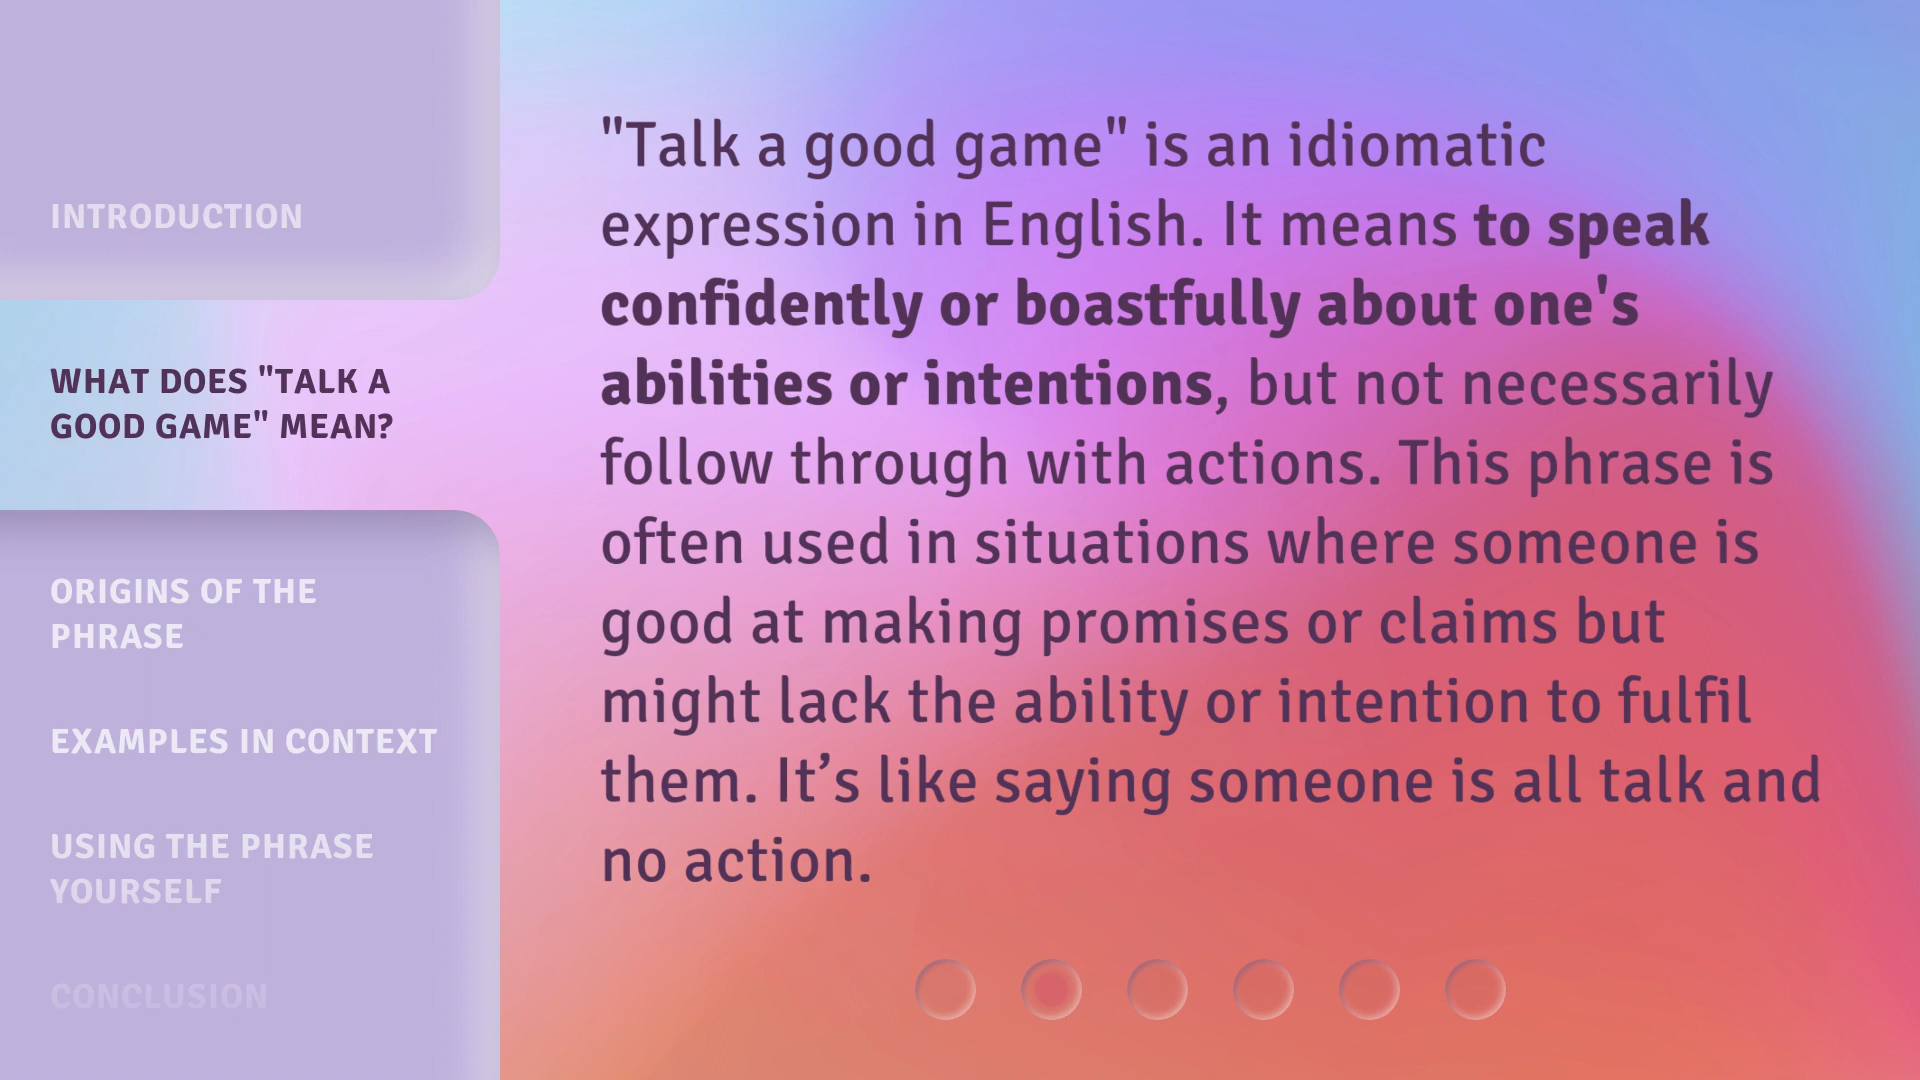 INTRODUCTION
WHAT DOES "TALK A
GOOD GAME" MEAN?
ORIGINS OF THE
PHRASE
EXAMPLES IN CONTEXT
USING THE PHRASE
YOURSELF
CONCLUSION
"Talk a good game" is an idiomatic
expression in English. It means to speak
confidently or boastfully about one's
abilities or intentions, but not necessarily
follow through with actions. This phrase is
often used in situations where someone is
good at making promises or claims but
might lack the ability or intention to fulfil
them. It’s like saying someone is all talk and
no action.